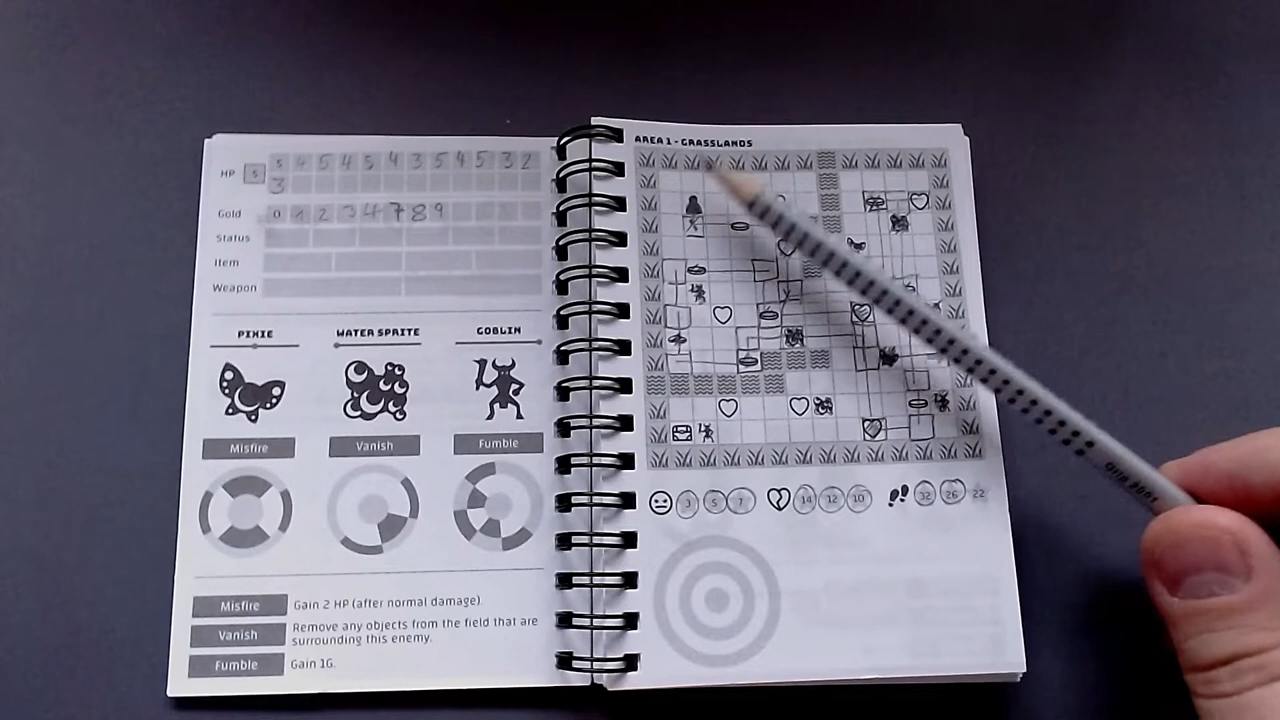 HP 5 5 4 5 4 5 4 3 5 4 5 3 2
3
Gold 0 1 2 3 4 7 8 9
Status
Item
Weapon
PIXIE WATER SPRITE GOBLIN
Misfire Vanish Fumble
Misfire Gain 2 HP (after normal damage).
Vanish Remove any objects from the field that are
surrounding this enemy.
Fumble Gain 1G.
AREA 1 - GRASSLANDS
3 5 7 14 12 10 32 26 22
Grip 2001